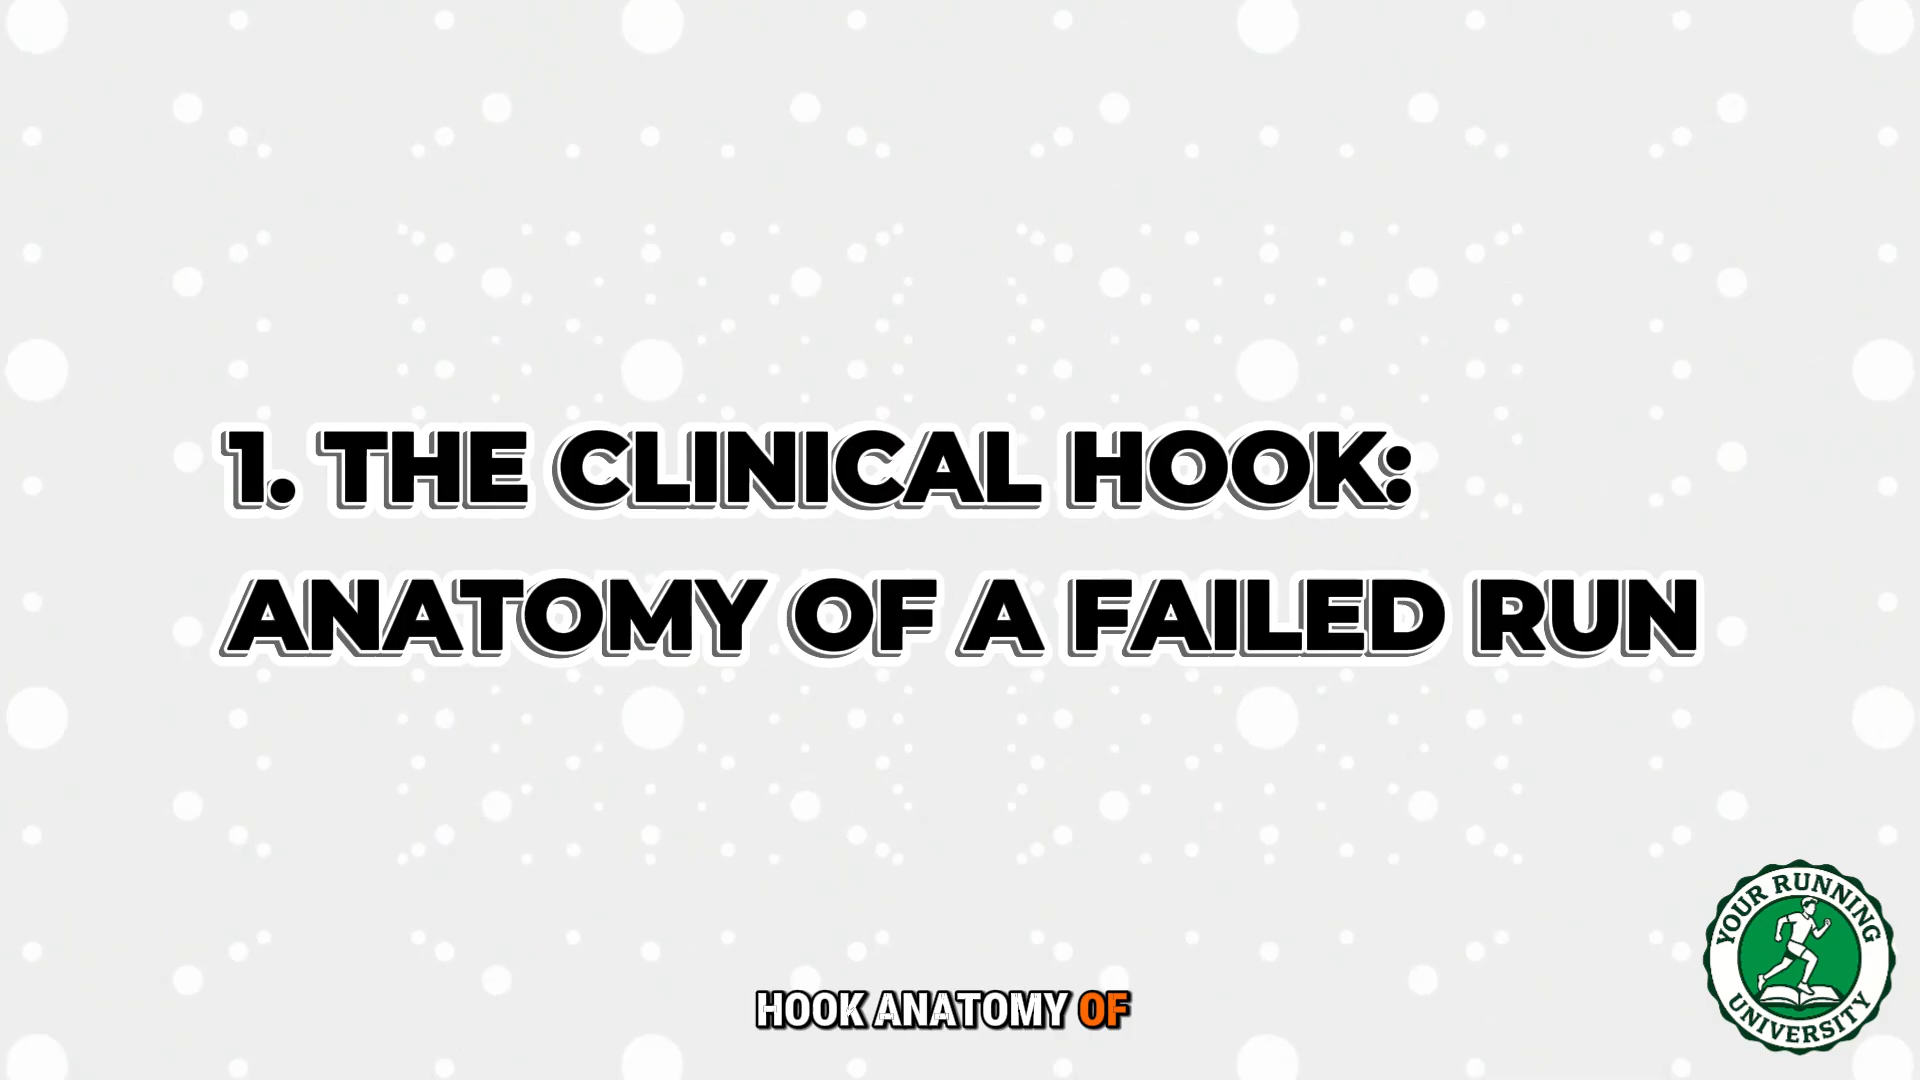 1. THE CLINICAL HOOK:
ANATOMY OF A FAILED RUN
YOUR RUNNING
UNIVERSITY
HOOK ANATOMY OF